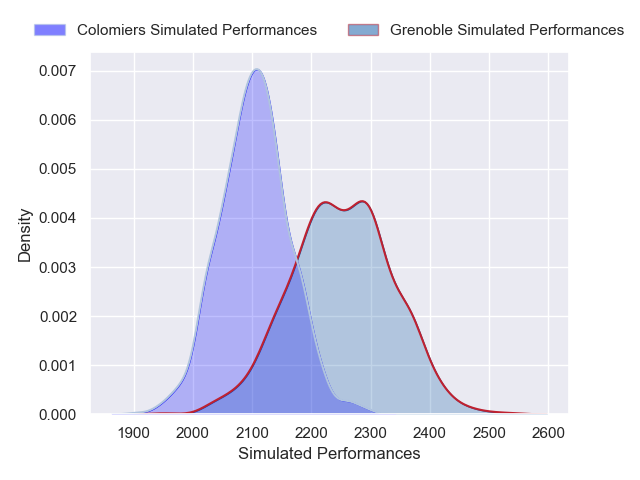 Colomiers Simulated Performances Grenoble Simulated Performances
0.007
0.006
0.005
0.004
0.003
0.002
0.001
0.000
Density
1900 2000 2100 2200 2300 2400 2500 2600
Simulated Performances